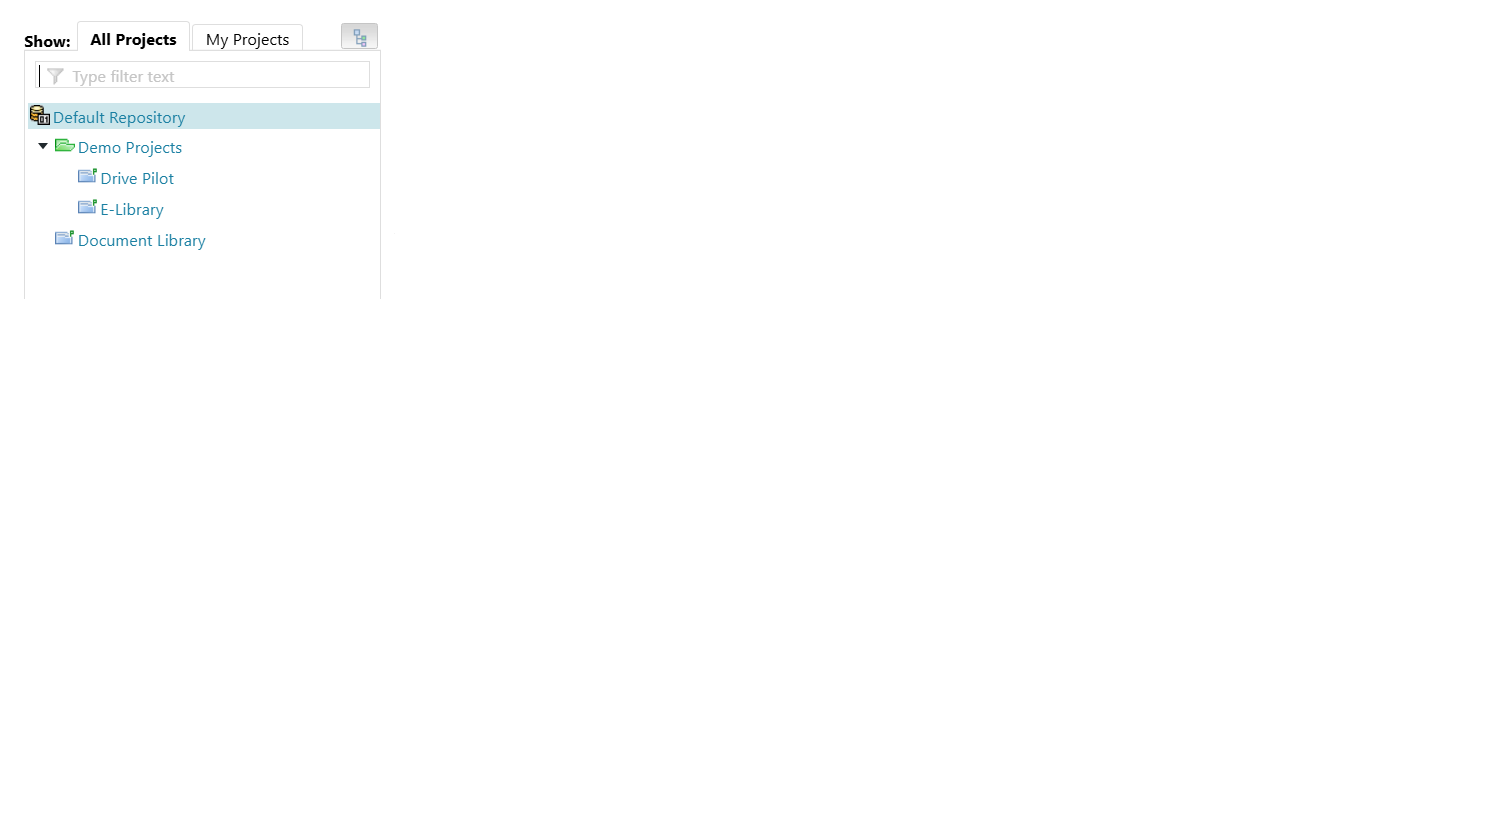 Show: All Projects My Projects
Type filter text
Default Repository
Demo Projects
Drive Pilot
E-Library
Document Library